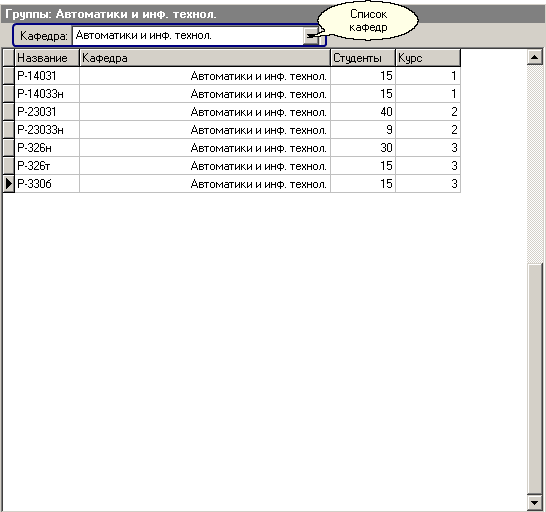 Группы: Автоматики и инф. технол.
Список
кафедр
Кафедра: Автоматики и инф. технол.
Название Кафедра Студенты Курс
Р-14031 Автоматики и инф. технол. 15 1
Р-14033н Автоматики и инф. технол. 15 1
Р-23031 Автоматики и инф. технол. 40 2
Р-23033н Автоматики и инф. технол. 9 2
Р-326н Автоматики и инф. технол. 30 3
Р-326т Автоматики и инф. технол. 15 3
Р-330б Автоматики и инф. технол. 15 3